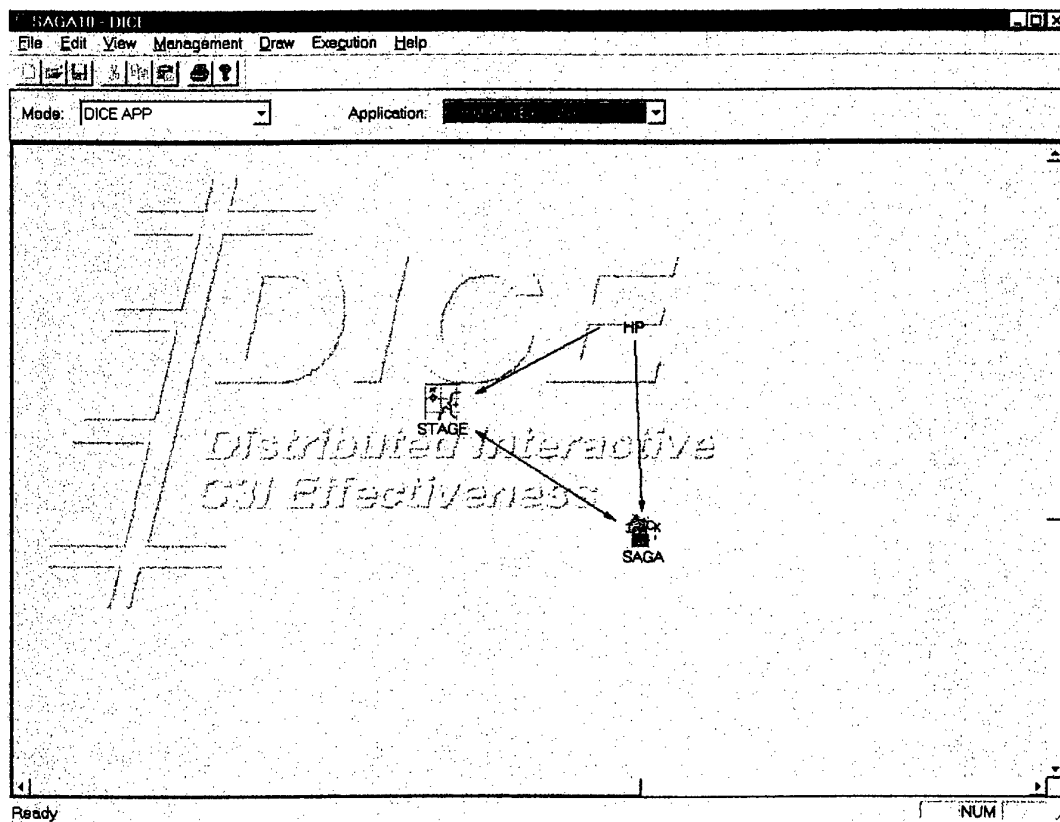 SAGA10 - DICE
File Edit View Management Draw Execution Help
Mode: DICE APP Application:
DICE
HP
STAGE
Distributed Interactive
C3I Effectiveness
SAGA
Ready NUM